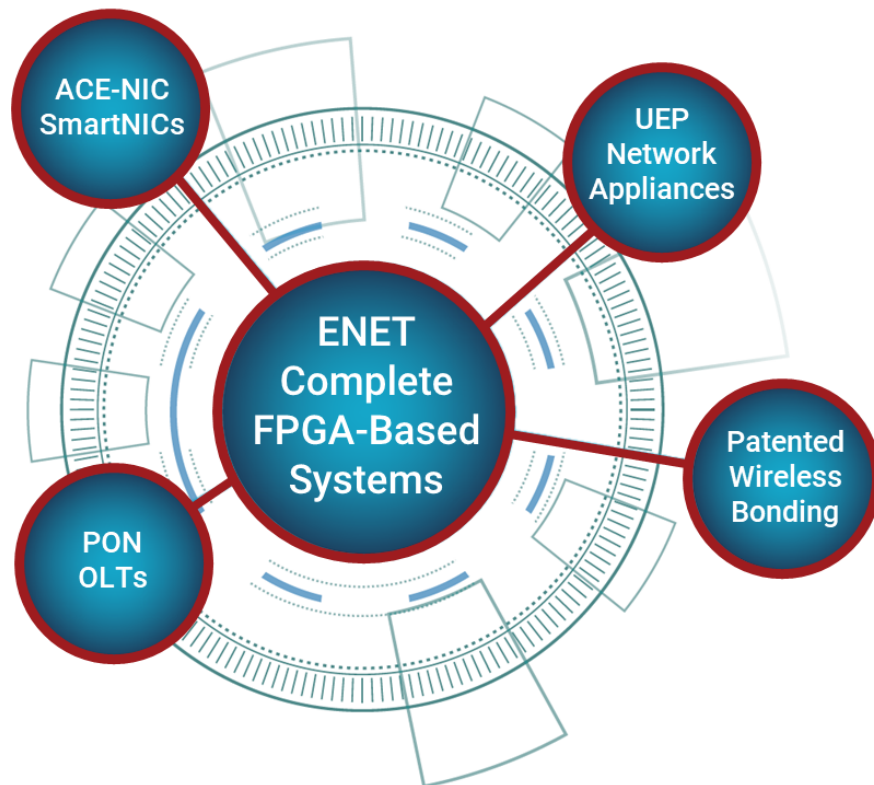 ACE-NIC
SmartNICs
UEP
Network
Appliances
ENET
Complete
FPGA-Based
Systems
Patented
Wireless
Bonding
PON
OLTs